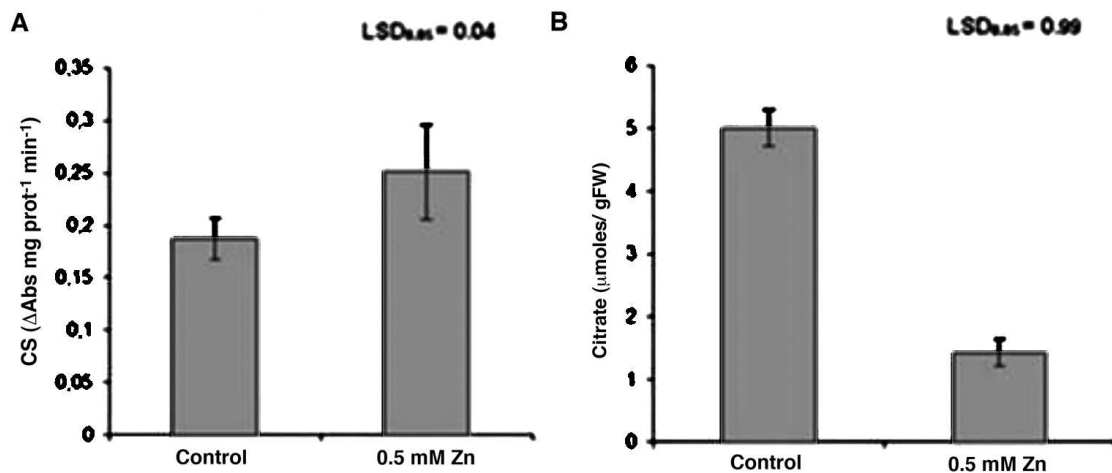 A
LSD0.05 = 0.04
0,35
0,3
0,25
0,2
0,15
0,1
0,05
0
CS (ΔAbs mg prot-1 min-1)
Control
0.5 mM Zn
B
LSD0.05 = 0.99
6
5
4
3
2
1
0
Citrate (μmoles/ gFW)
Control
0.5 mM Zn